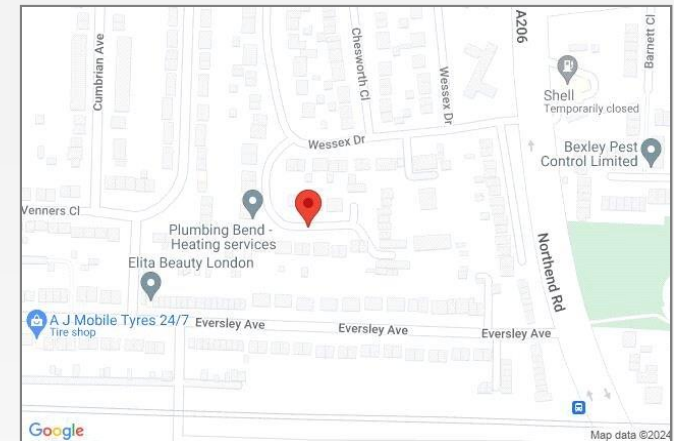 A206
Barnett Cl
Cumbrian Ave
Chesworth Cl
Wessex Dr
Shell
Temporarily closed
Wessex Dr
Bexley Pest
Control Limited
Venners Cl
Plumbing Bend -
Heating services
Northend Rd
Elita Beauty London
A J Mobile Tyres 24/7
Tire shop
Eversley Ave
Eversley Ave
Eversley Ave
Google
Map data ©2024